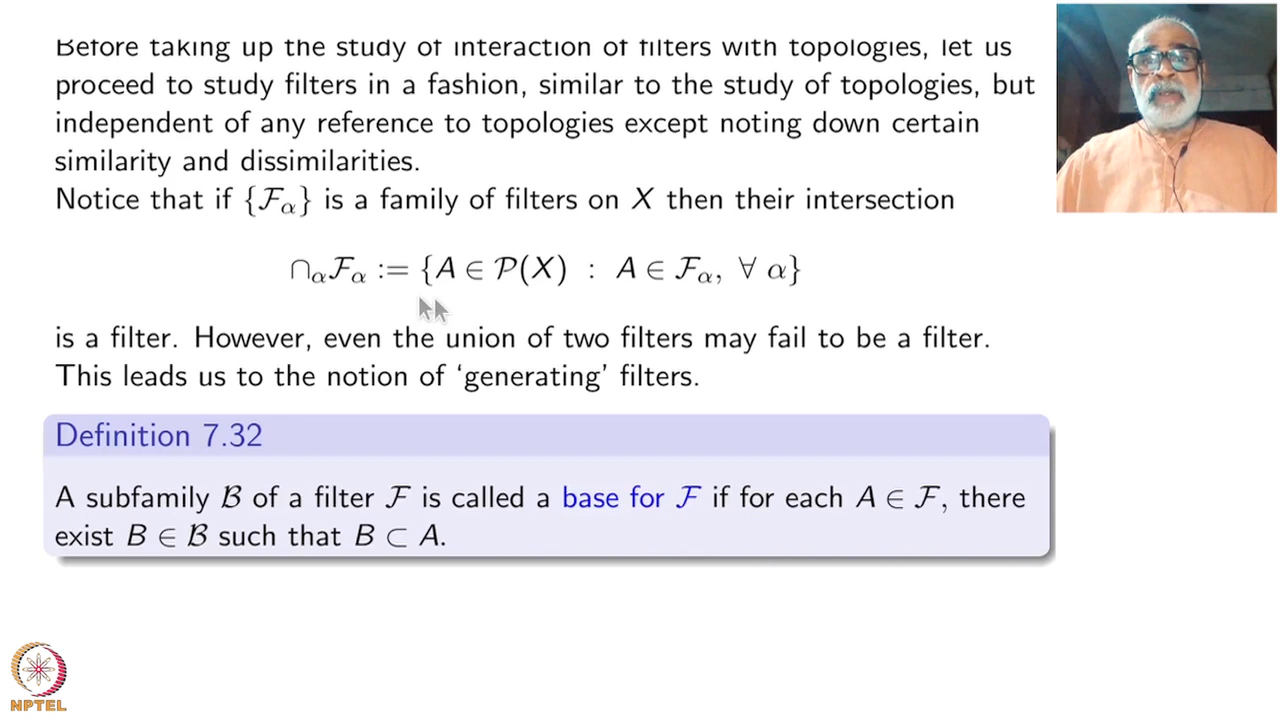 Before taking up the study of interaction of filters with topologies, let us
proceed to study filters in a fashion, similar to the study of topologies, but
independent of any reference to topologies except noting down certain
similarity and dissimilarities.
Notice that if {ℱα} is a family of filters on X then their intersection
∩αℱα := {A ∈ 𝒫(X) : A ∈ ℱα, ∀ α}
is a filter. However, even the union of two filters may fail to be a filter.
This leads us to the notion of ‘generating’ filters.
Definition 7.32
A subfamily ℬ of a filter ℱ is called a base for ℱ if for each A ∈ ℱ, there
exist B ∈ ℬ such that B ⊂ A.
NPTEL